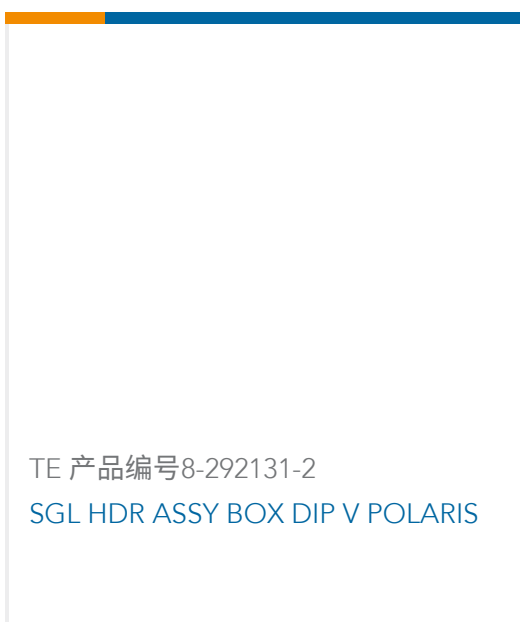 TE 产品编号8-292131-2
SGL HDR ASSY BOX DIP V POLARIS